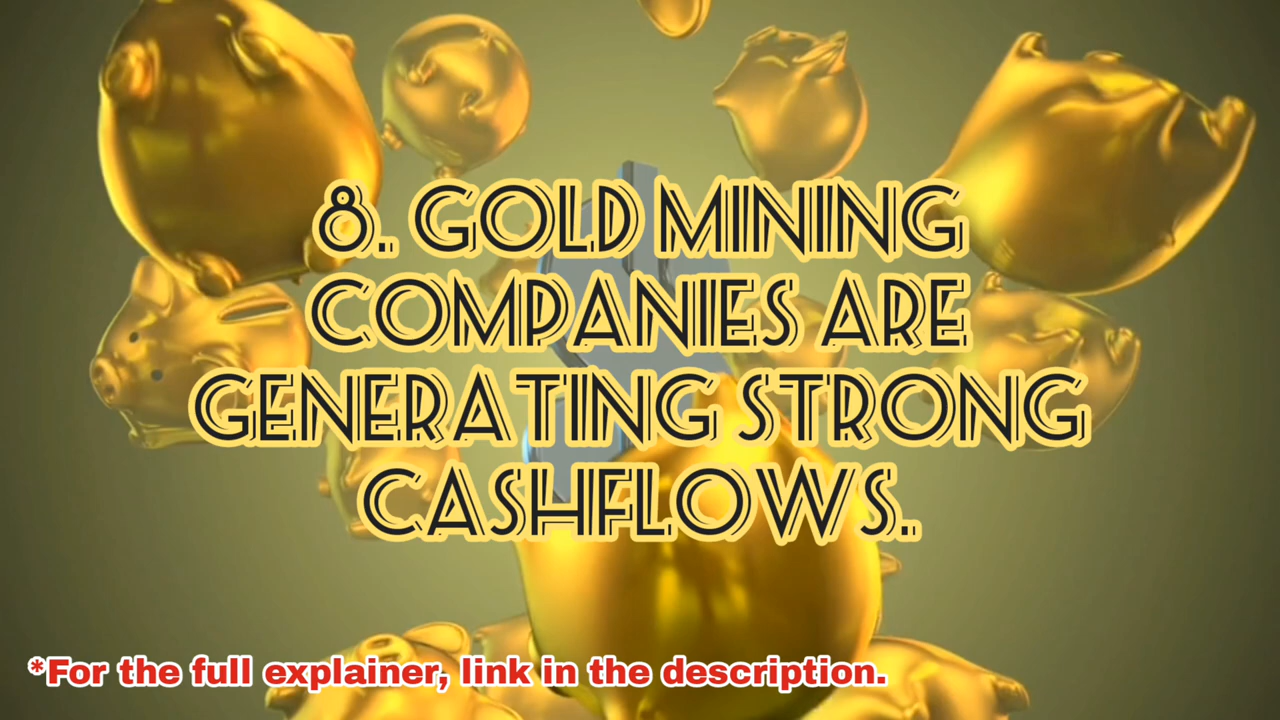 8. GOLD MINING
COMPANIES ARE
GENERATING STRONG
CASHFLOWS.
*For the full explainer, link in the description.